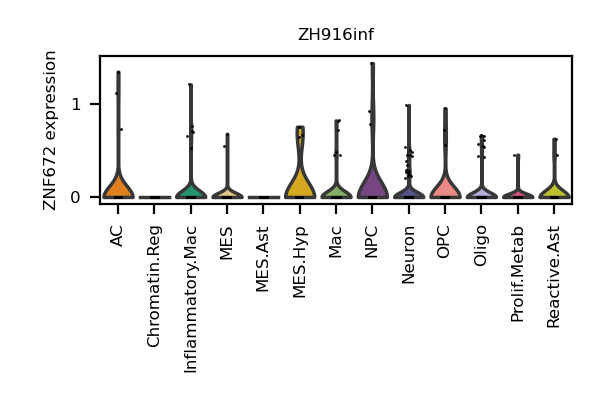 ZH916inf
ZNF672 expression
1
0
AC
Chromatin.Reg
Inflammatory.Mac
MES
MES.Ast
MES.Hyp
Mac
NPC
Neuron
OPC
Oligo
Prolif.Metab
Reactive.Ast